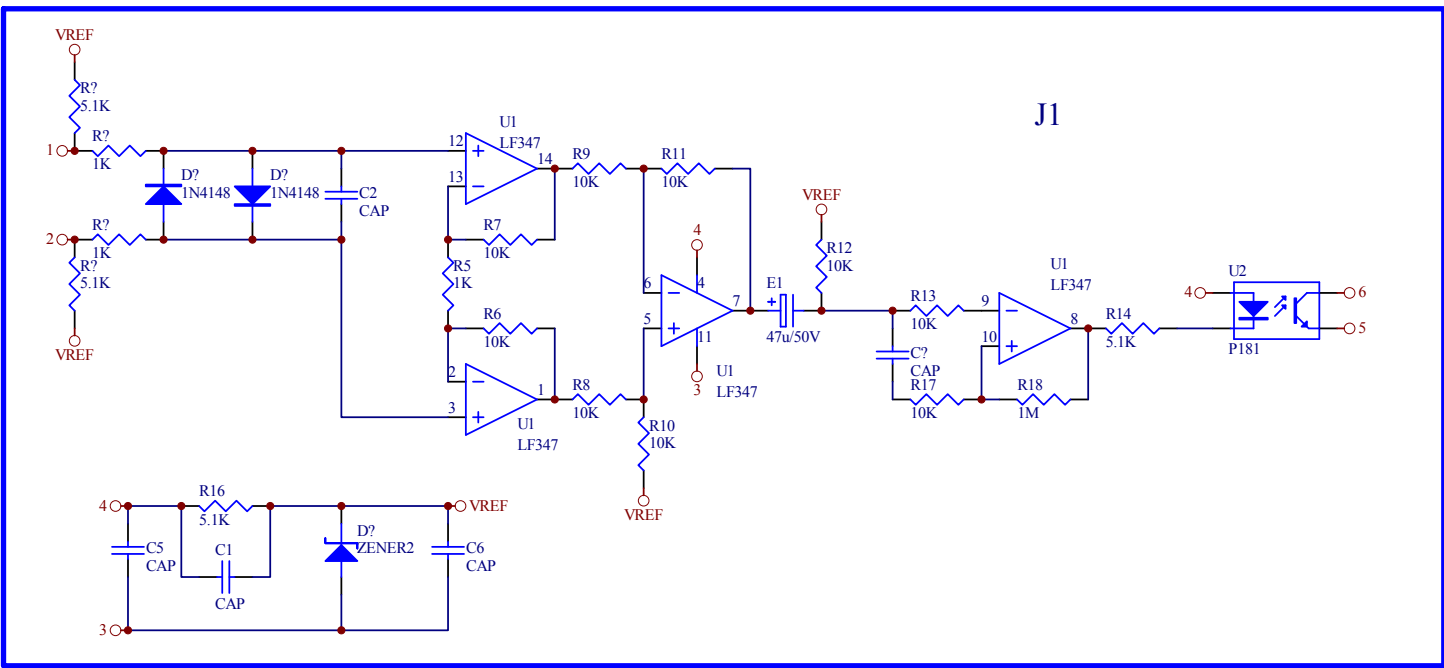 J1
VREF
R?
5.1K
1
R?
1K
D?
1N4148
D?
1N4148
C2
CAP
2
R?
1K
R?
5.1K
VREF
U1
LF347
12
13
14
R7
10K
R5
1K
R6
10K
2
3
1
U1
LF347
R9
10K
R11
10K
R8
10K
R10
10K
VREF
4
4
6
5
7
11
3
U1
LF347
E1
47u/50V
VREF
R12
10K
R13
10K
C?
CAP
R17
10K
U1
LF347
9
10
8
R18
1M
R14
5.1K
U2
4
P181
6
5
4
R16
5.1K
VREF
C5
CAP
C1
CAP
D?
ZENER2
C6
CAP
3